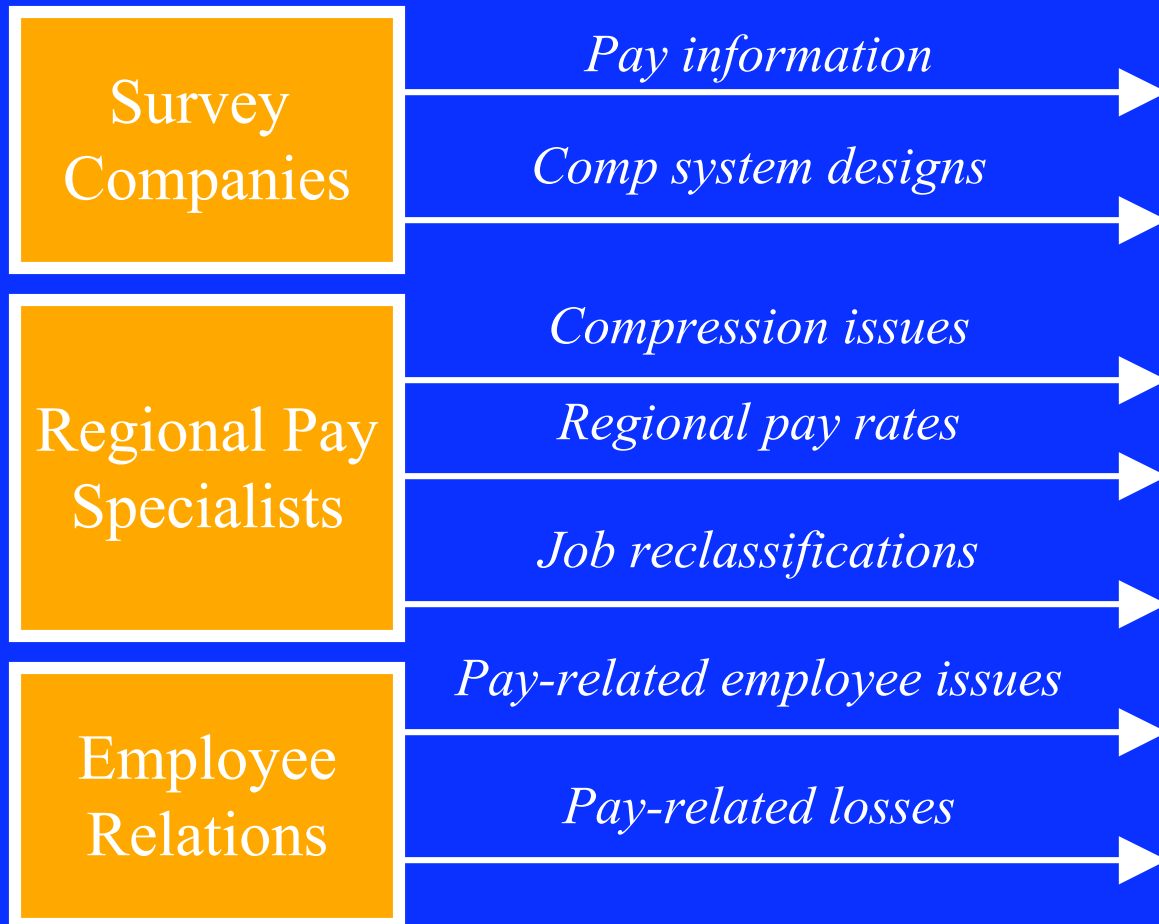 Survey
Companies
Pay information
Comp system designs
Regional Pay
Specialists
Compression issues
Regional pay rates
Job reclassifications
Employee
Relations
Pay-related employee issues
Pay-related losses